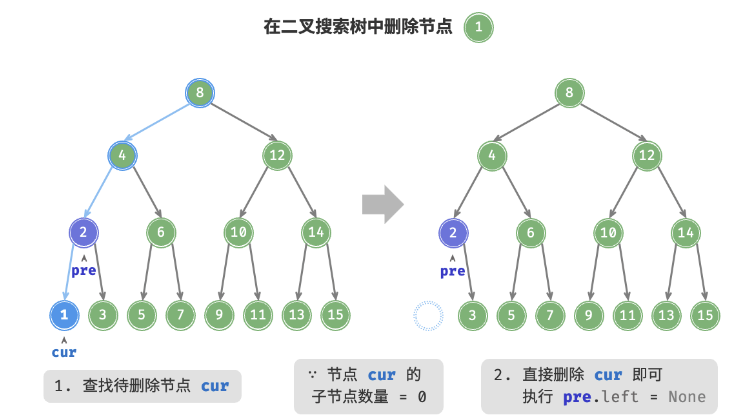 在二叉搜索树中删除节点 1
8 8
4 12 4 12
2 6 10 14 2 6 10 14
pre pre
1 3 5 7 9 11 13 15 3 5 7 9 11 13 15
cur
1. 查找待删除节点 cur
∵ 节点 cur 的
子节点数量 = 0
2. 直接删除 cur 即可
执行 pre.left = None